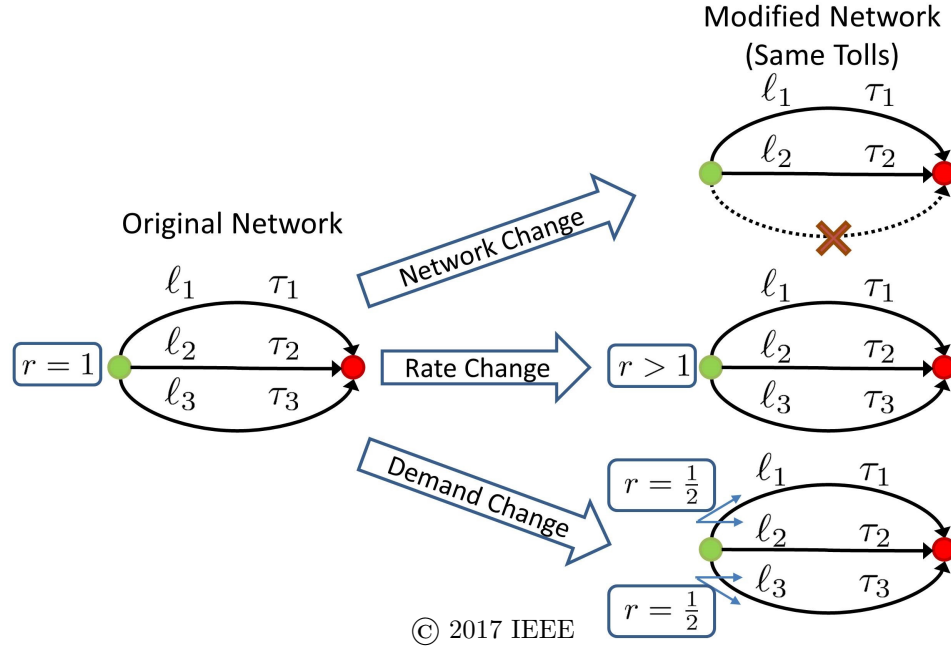 Modified Network
(Same Tolls)
ℓ₁ τ₁
ℓ₂ τ₂
Original Network
Network Change
ℓ₁ τ₁
ℓ₂ τ₂
ℓ₃ τ₃
r = 1
Rate Change
r > 1
ℓ₁ τ₁
ℓ₂ τ₂
ℓ₃ τ₃
Demand Change
r = 1/2
ℓ₁ τ₁
ℓ₂ τ₂
ℓ₃ τ₃
r = 1/2
© 2017 IEEE